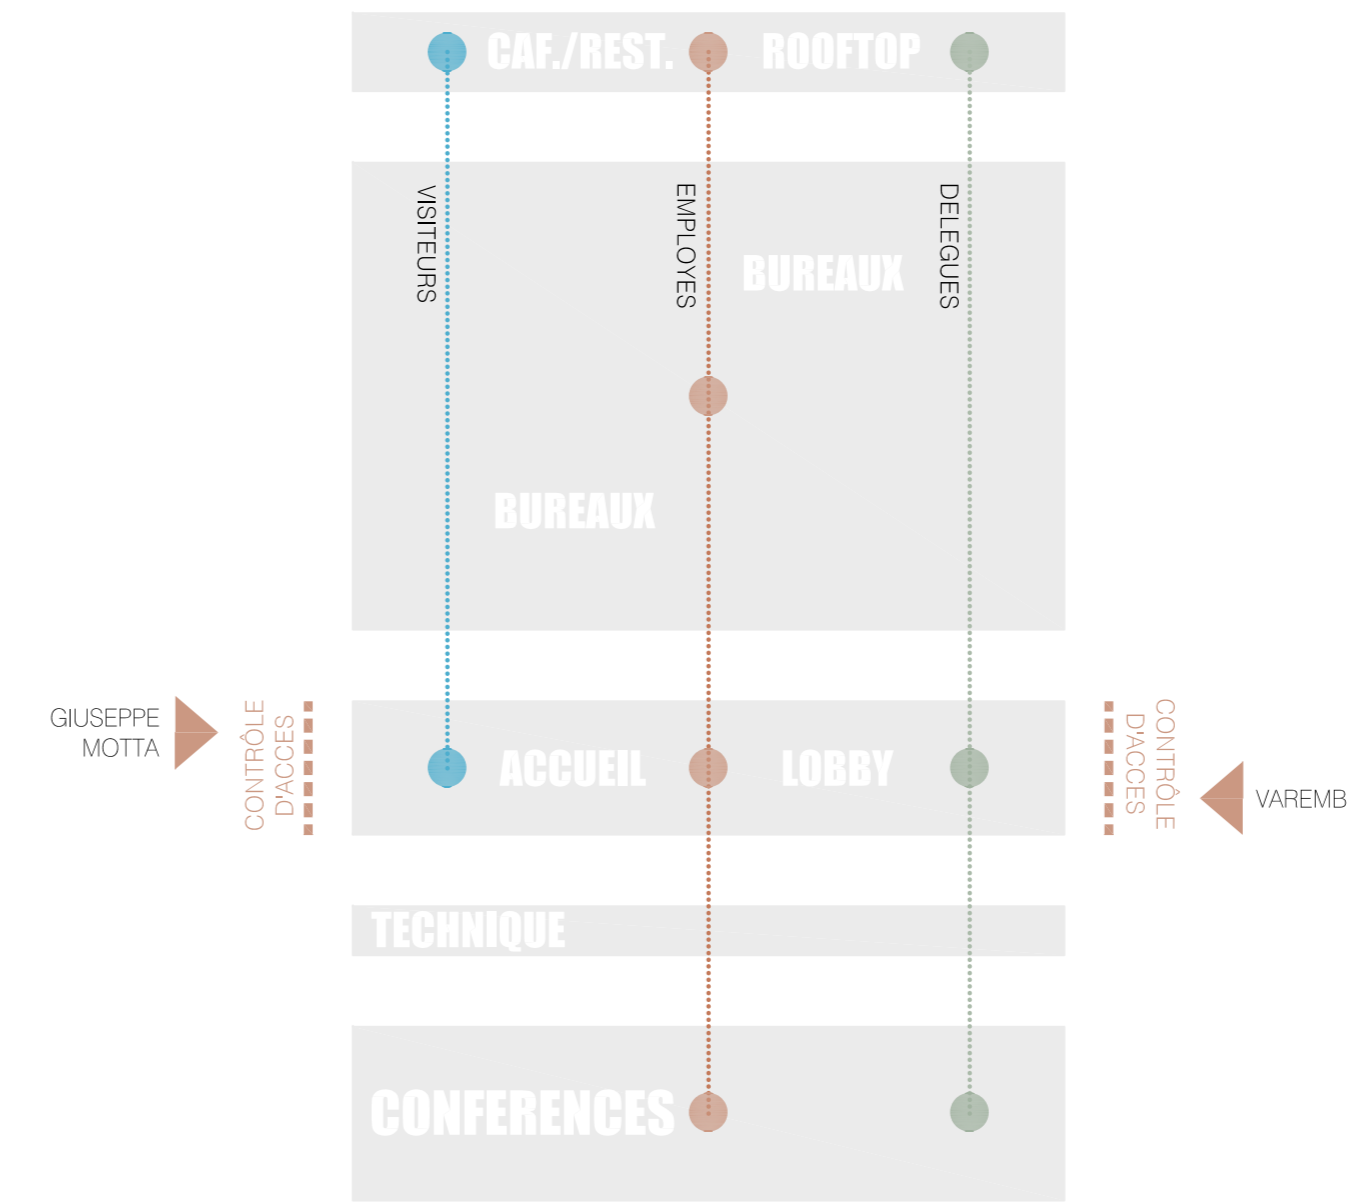 CAF./REST.
ROOFTOP
VISITEURS
EMPLOYES
DELEGUES
BUREAUX
BUREAUX
GIUSEPPE
MOTTA
CONTRÔLE
D'ACCES
ACCUEIL
LOBBY
CONTRÔLE
D'ACCES
VAREMB
TECHNIQUE
CONFERENCES